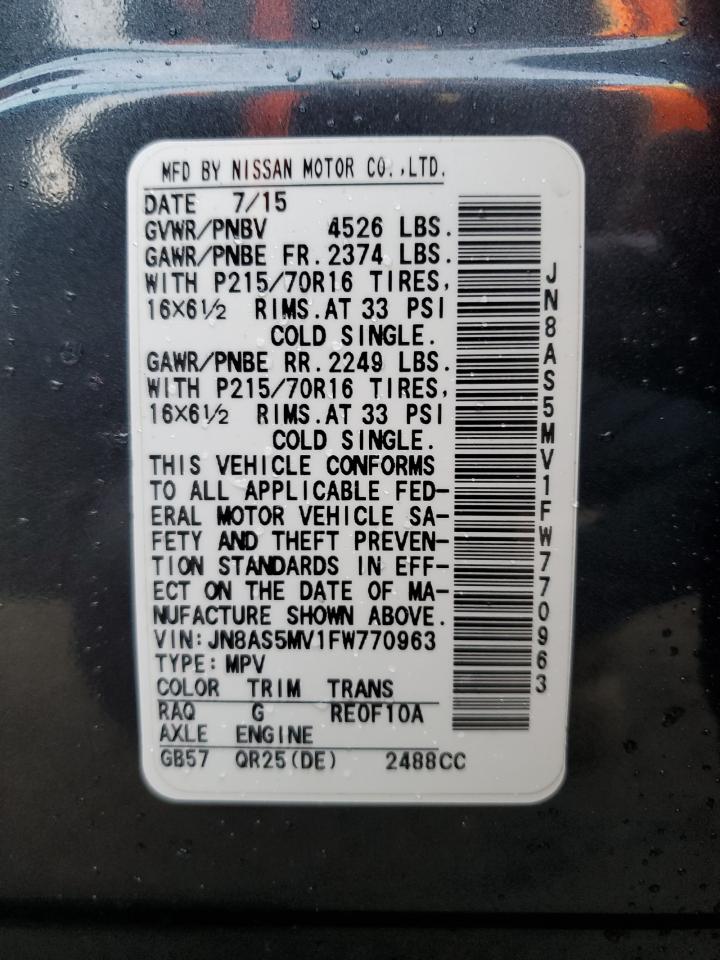 MFD BY NISSAN MOTOR CO.,LTD.
DATE 7/15
GVWR/PNBV 4526 LBS.
GAWR/PNBE FR. 2374 LBS.
WITH P215/70R16 TIRES,
16X6½ RIMS.AT 33 PSI
COLD SINGLE.
GAWR/PNBE RR. 2249 LBS.
WITH P215/70R16 TIRES,
16X6½ RIMS.AT 33 PSI
COLD SINGLE.
THIS VEHICLE CONFORMS
TO ALL APPLICABLE FED-
ERAL MOTOR VEHICLE SA-
FETY AND THEFT PREVEN-
TION STANDARDS IN EFF-
ECT ON THE DATE OF MA-
NUFACTURE SHOWN ABOVE.
VIN:JN8AS5MV1FW770963
TYPE:MPV
COLOR TRIM TRANS
RAQ G RE0F10A
AXLE ENGINE
GB57 QR25(DE) 2488CC
JN8AS5MV1FW770963